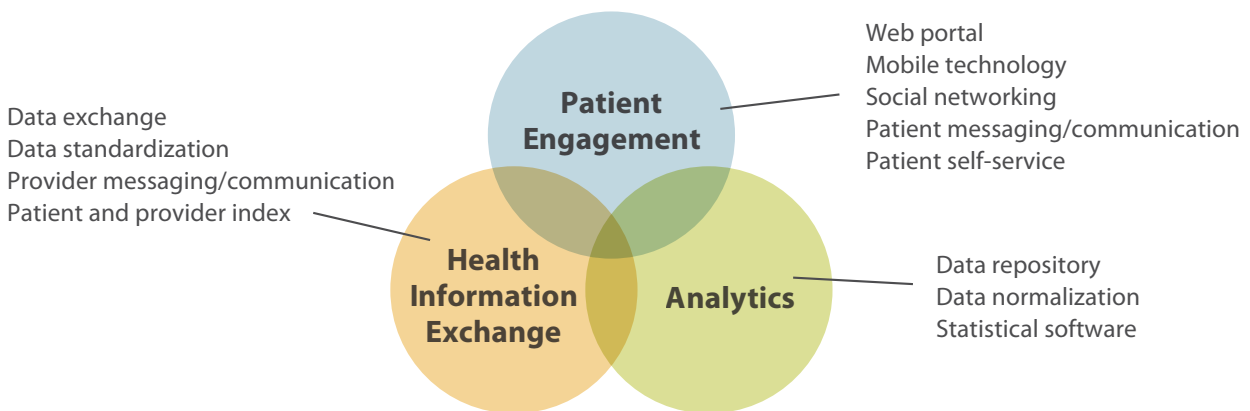 Patient
Engagement
Web portal
Mobile technology
Social networking
Patient messaging/communication
Patient self-service
Data exchange
Data standardization
Provider messaging/communication
Patient and provider index
Health
Information
Exchange
Analytics
Data repository
Data normalization
Statistical software